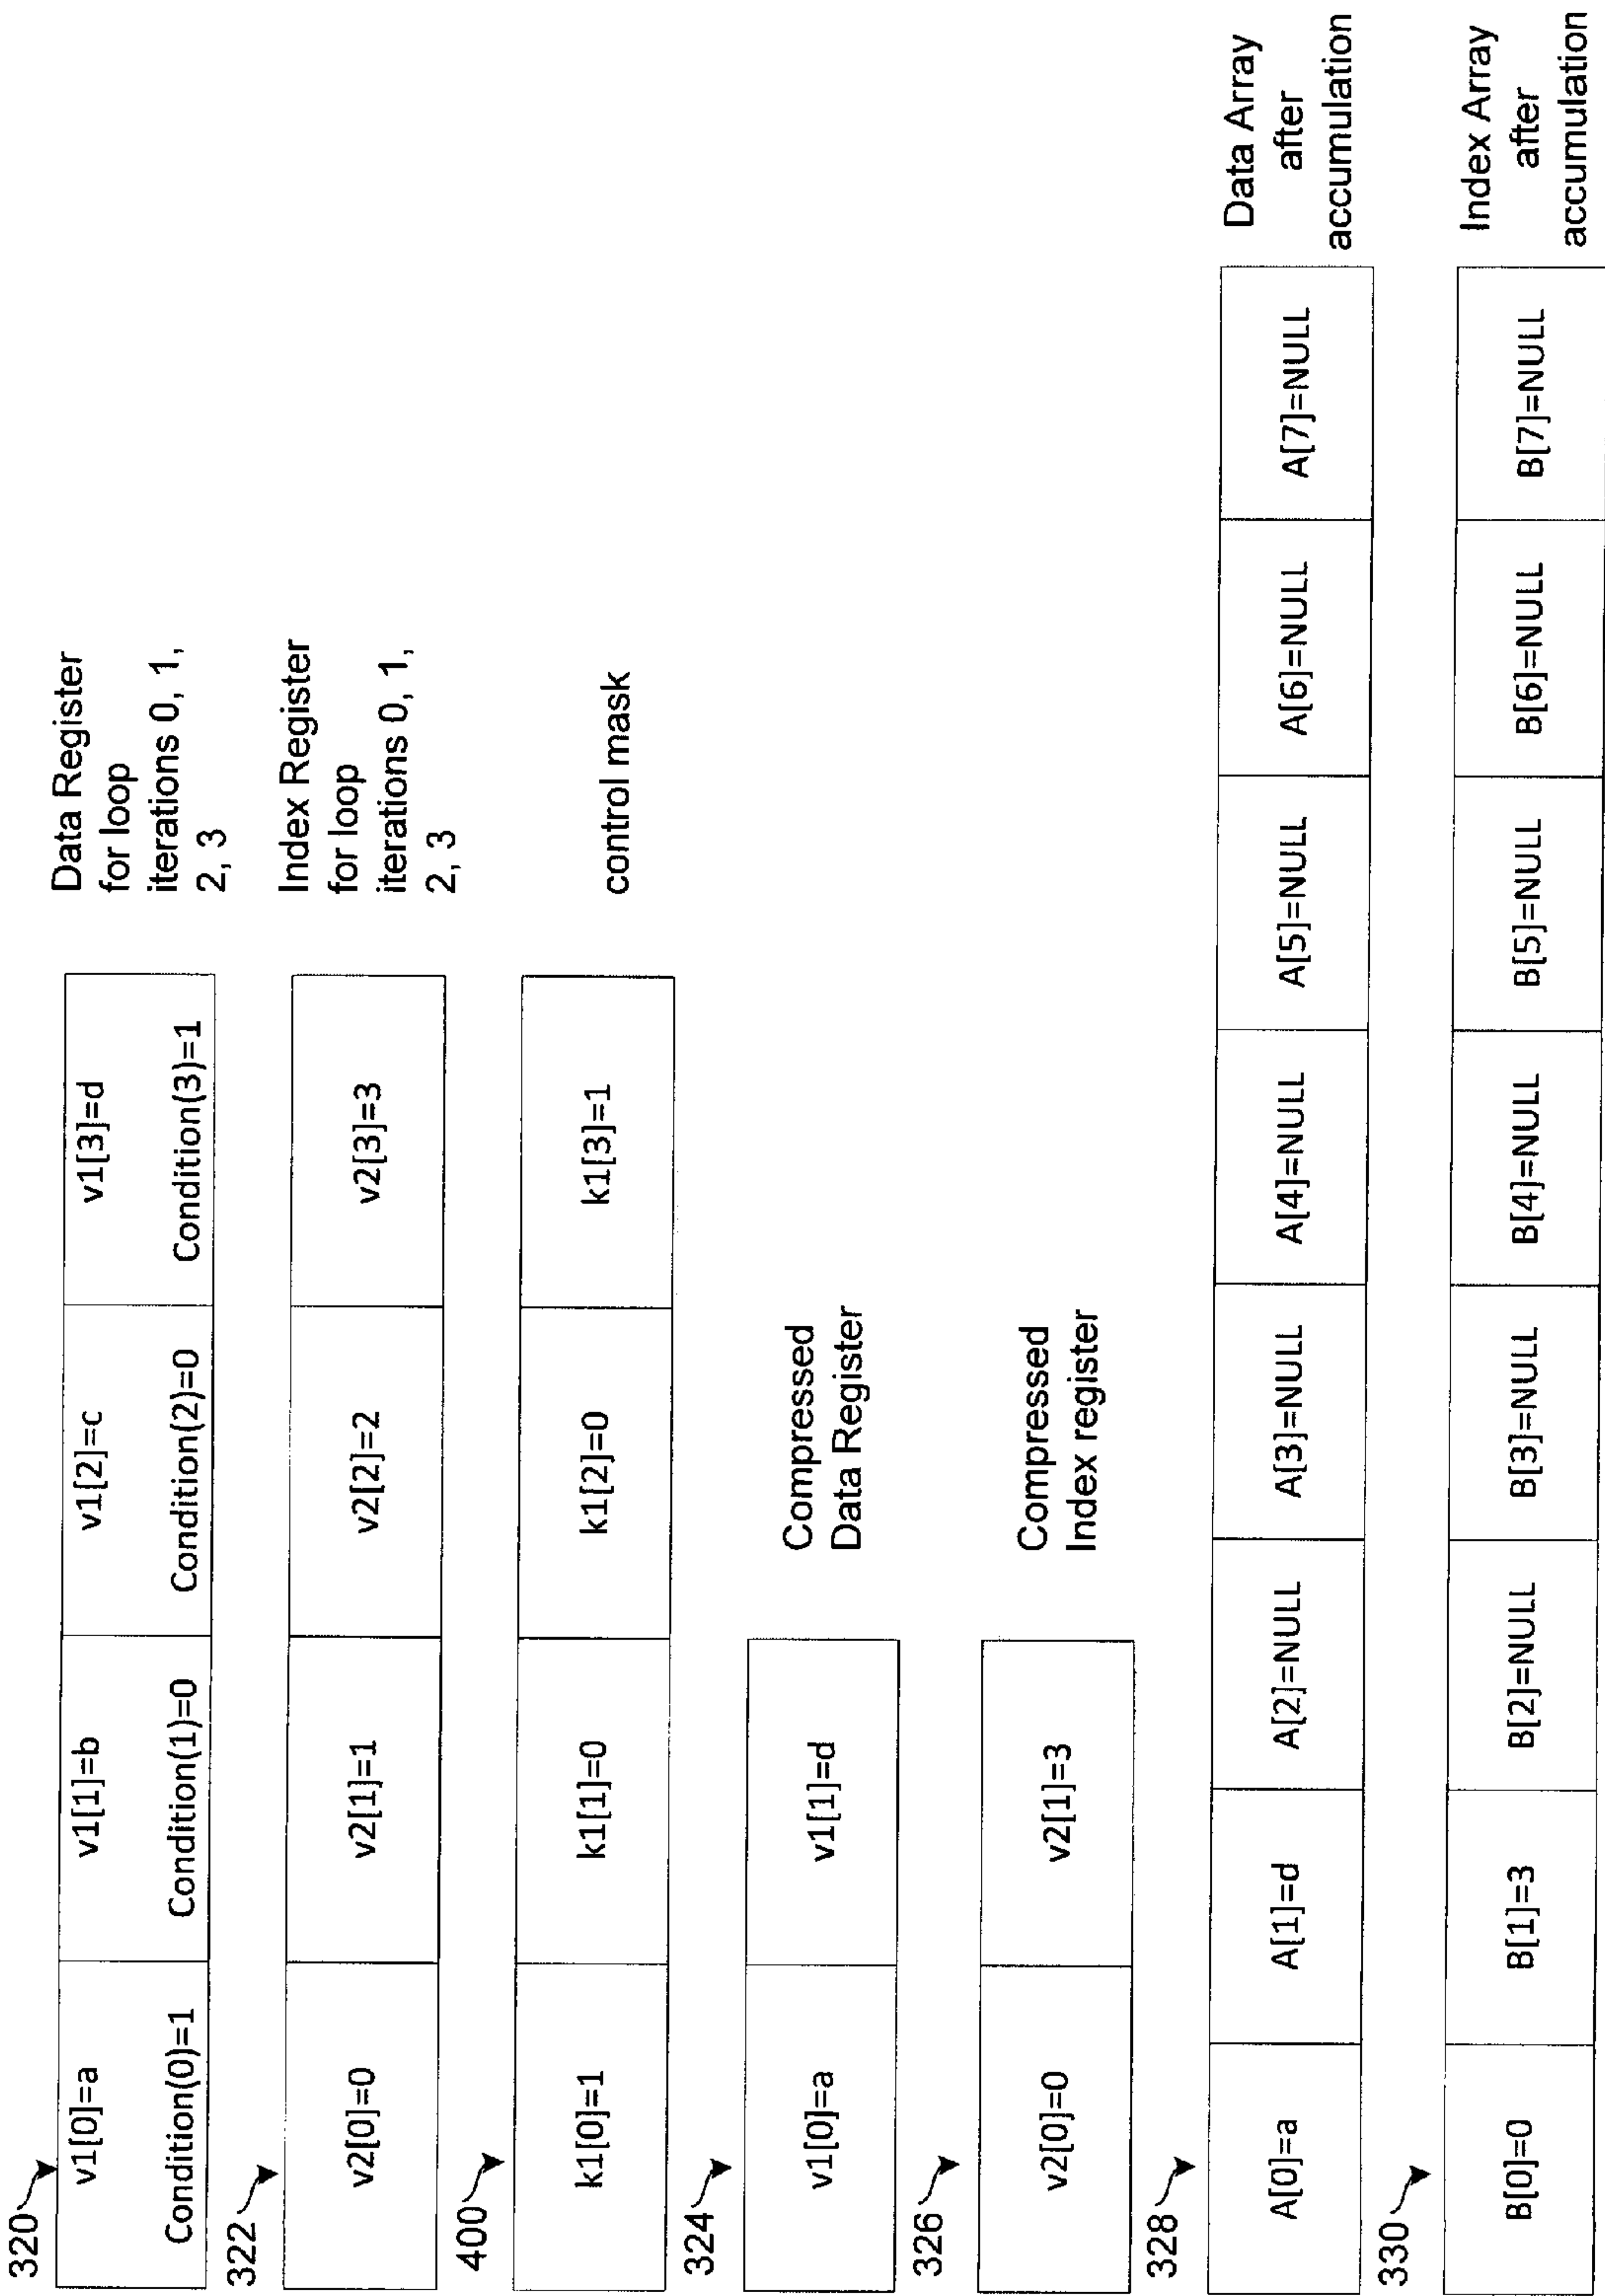 320
v1[0]=a
Condition(0)=1
v1[1]=b
Condition(1)=0
v1[2]=c
Condition(2)=0
v1[3]=d
Condition(3)=1
Data Register
for loop
iterations 0, 1,
2, 3
322
v2[0]=0
v2[1]=1
v2[2]=2
v2[3]=3
Index Register
for loop
iterations 0, 1,
2, 3
400
k1[0]=1
k1[1]=0
k1[2]=0
k1[3]=1
control mask
324
v1[0]=a
v1[1]=d
Compressed
Data Register
326
v2[0]=0
v2[1]=3
Compressed
Index register
328
A[0]=a
A[1]=d
A[2]=NULL
A[3]=NULL
A[4]=NULL
A[5]=NULL
A[6]=NULL
A[7]=NULL
Data Array
after
accumulation
330
B[0]=0
B[1]=3
B[2]=NULL
B[3]=NULL
B[4]=NULL
B[5]=NULL
B[6]=NULL
B[7]=NULL
Index Array
after
accumulation